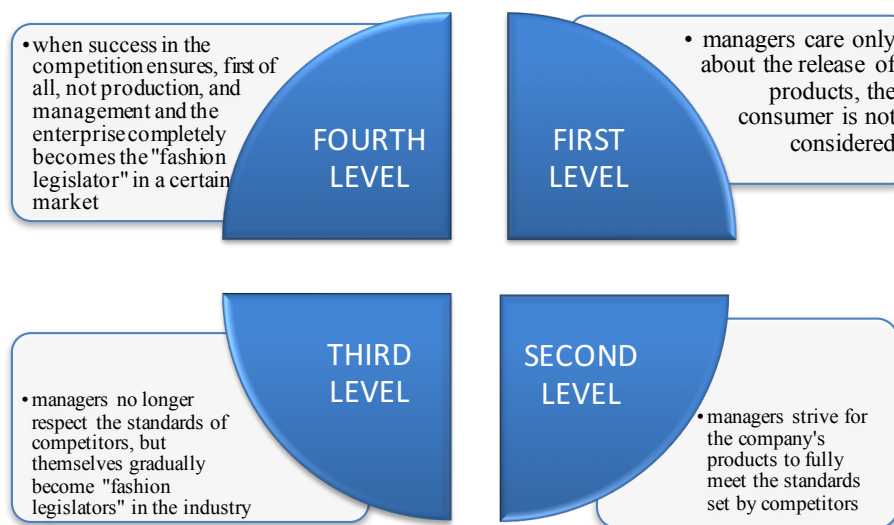 • when success in the
competition ensures, first of
all, not production, and
management and the
enterprise completely
becomes the "fashion
legislator" in a certain
market
FOURTH
LEVEL
FIRST
LEVEL
• managers care only
about the release of
products, the
consumer is not
considered
THIRD
LEVEL
• managers no longer
respect the standards of
competitors, but
themselves gradually
become "fashion
legislators" in the industry
SECOND
LEVEL
• managers strive for
the company's
products to fully
meet the standards
set by competitors